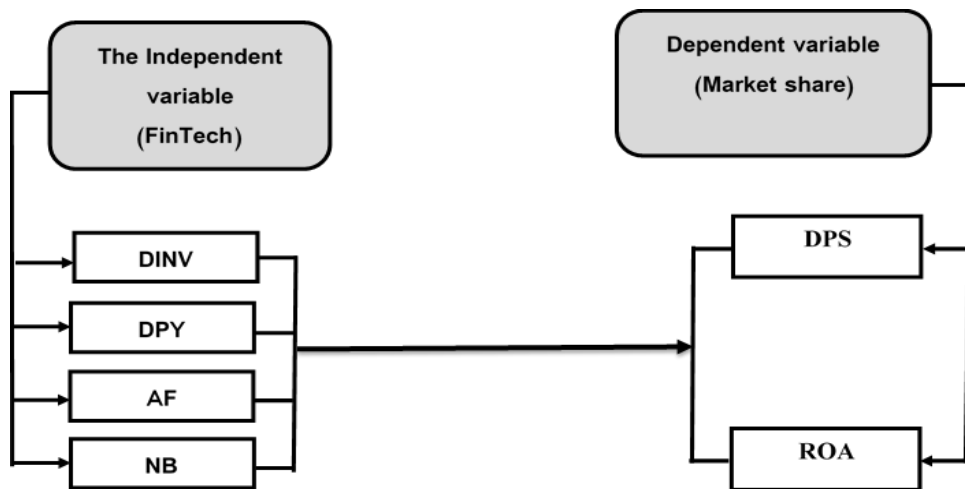 The Independent
variable
(FinTech)
Dependent variable
(Market share)
DINV
DPY
AF
NB
DPS
ROA